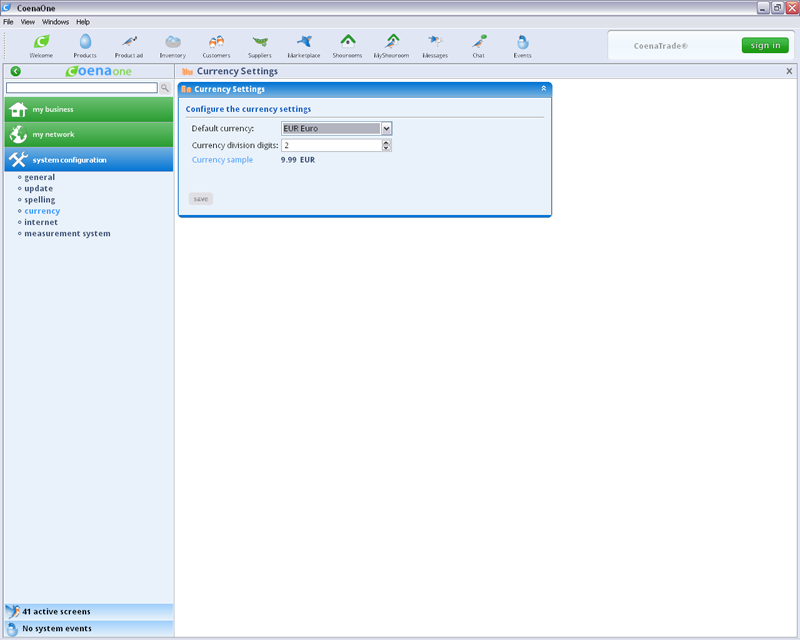 CoenaOne
File View Windows Help
Welcome Products Product ad Inventory Customers Suppliers Marketplace Showrooms MyShowroom Messages Chat Events
CoenaTrade®
sign in
Coenaone
Currency Settings
X
my business
my network
system configuration
general
update
spelling
currency
internet
measurement system
Currency Settings
Configure the currency settings
Default currency: EUR Euro
Currency division digits: 2
Currency sample 9.99 EUR
save
41 active screens
No system events